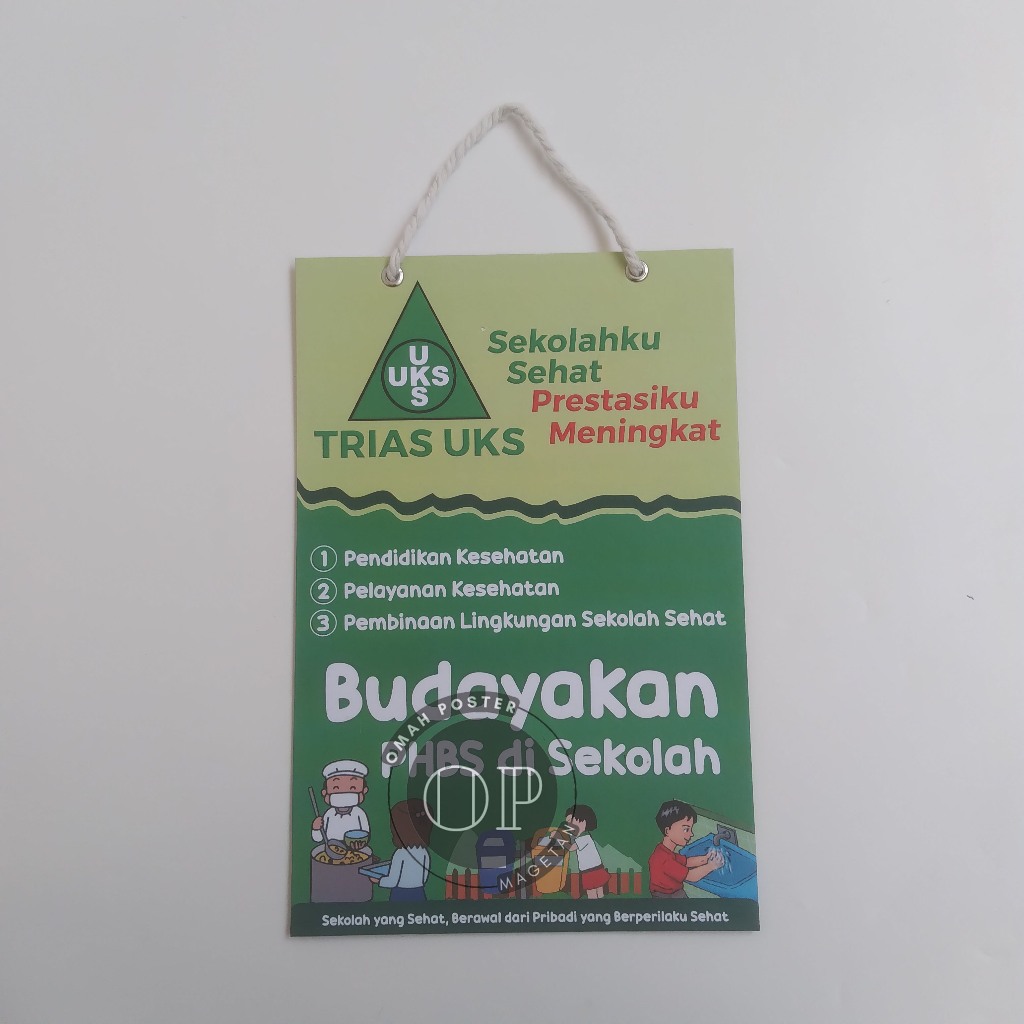 U
UKS
S
TRIAS UKS
Sekolahku
Sehat
Prestasiku
Meningkat
1 Pendidikan Kesehatan
2 Pelayanan Kesehatan
3 Pembinaan Lingkungan Sekolah Sehat
Budayakan
PHBS di Sekolah
OMAH POSTER
OP
MAGETAN
Sekolah yang Sehat, Berawal dari Pribadi yang Berperilaku Sehat